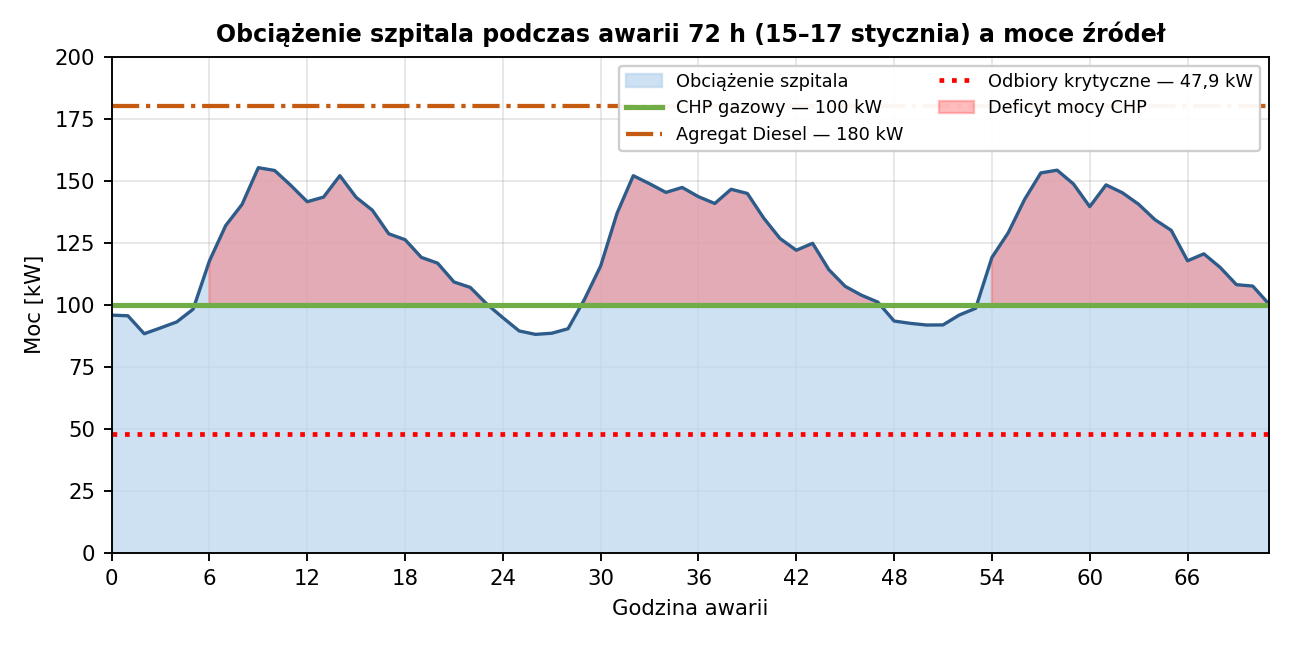 Obciążenie szpitala podczas awarii 72 h (15–17 stycznia) a moce źródeł
Moc [kW]
200
175
150
125
100
75
50
25
0
Obciążenie szpitala
CHP gazowy — 100 kW
Agregat Diesel — 180 kW
Odbiory krytyczne — 47,9 kW
Deficyt mocy CHP
0 6 12 18 24 30 36 42 48 54 60 66
Godzina awarii